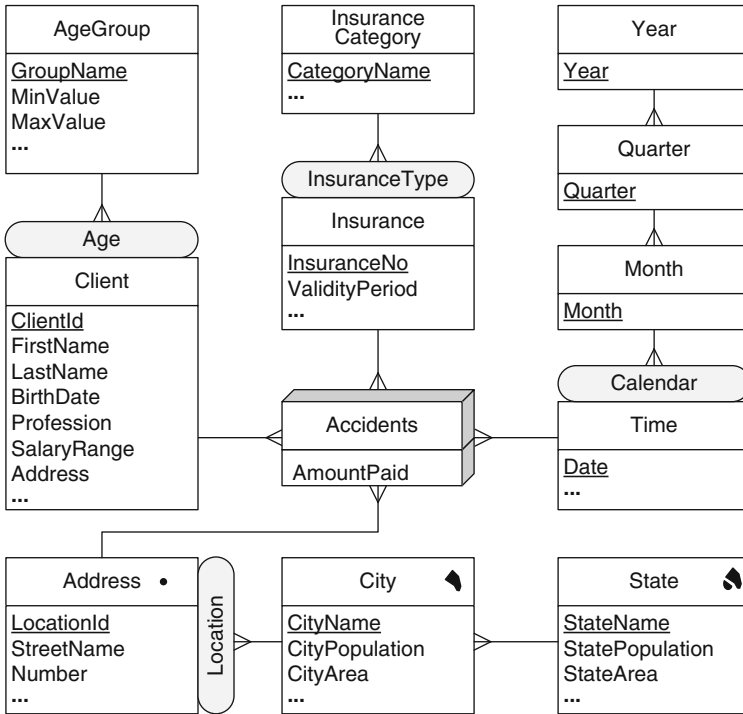 AgeGroup
GroupName
MinValue
MaxValue
...
Age
Client
ClientId
FirstName
LastName
BirthDate
Profession
SalaryRange
Address
...
Insurance
Category
CategoryName
...
InsuranceType
Insurance
InsuranceNo
ValidityPeriod
...
Year
Year
Quarter
Quarter
Month
Month
Calendar
Time
Date
...
Accidents
AmountPaid
Address
LocationId
StreetName
Number
...
Location
City
CityName
CityPopulation
CityArea
...
State
StateName
StatePopulation
StateArea
...